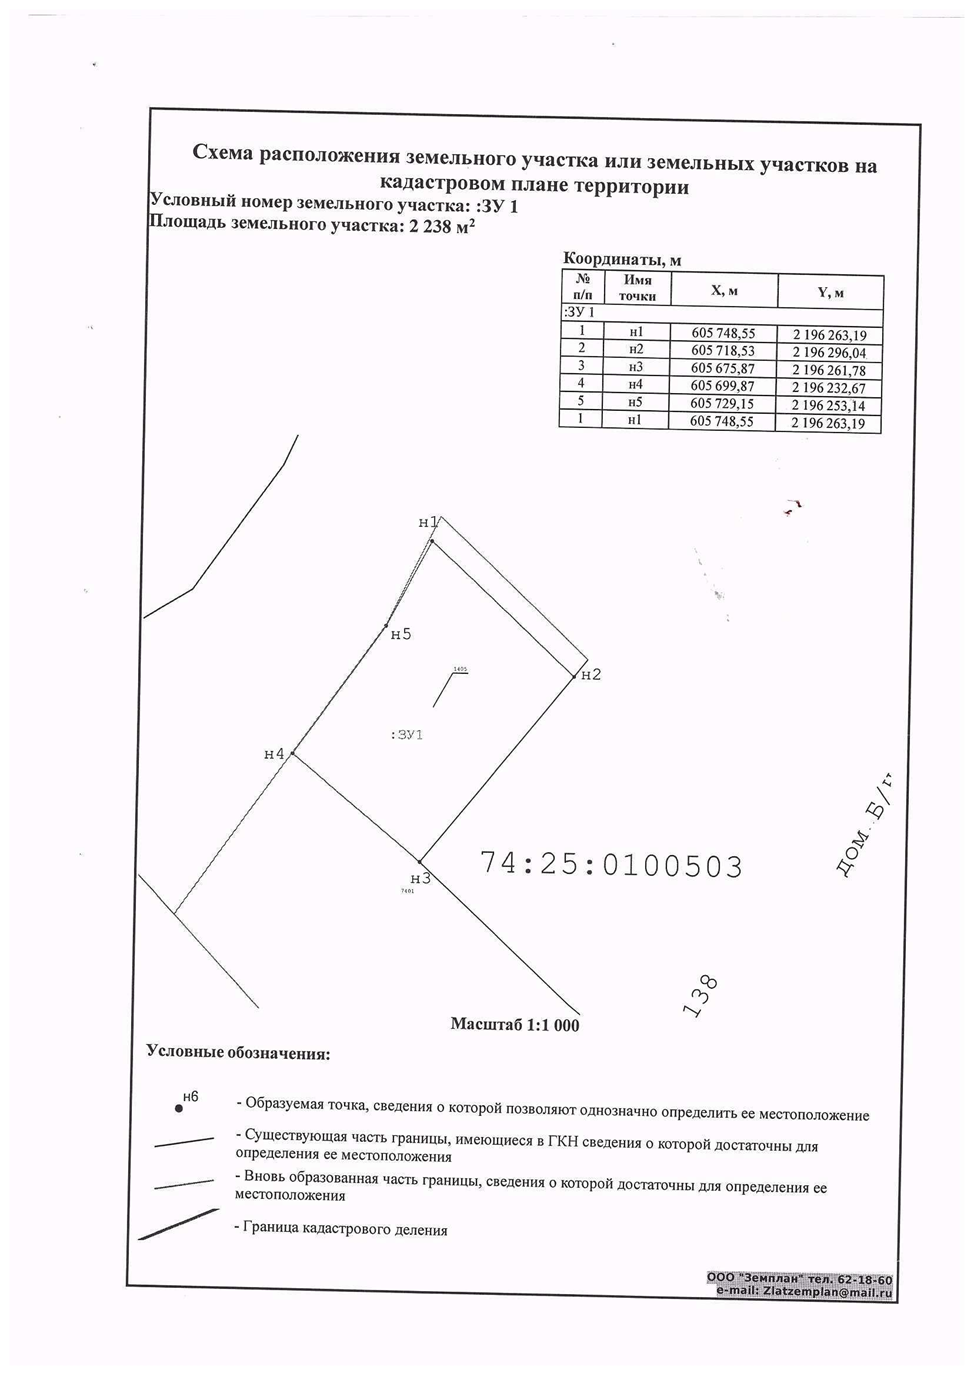 Схема расположения земельного участка или земельных участков на
кадастровом плане территории
Условный номер земельного участка: :ЗУ 1
Площадь земельного участка: 2 238 м²
Координаты, м
№ п/п Имя точки X, м Y, м
:ЗУ 1
1 н1 605 748,55 2 196 263,19
2 н2 605 718,53 2 196 296,04
3 н3 605 675,87 2 196 261,78
4 н4 605 699,87 2 196 232,67
5 н5 605 729,15 2 196 253,14
1 н1 605 748,55 2 196 263,19
н1
н5
н2
1405
:ЗУ1
н4
74:25:0100503
дом. Б/н
н3
7401
138
Масштаб 1:1 000
Условные обозначения:
н6
- Образуемая точка, сведения о которой позволяют однозначно определить ее местоположение
- Существующая часть границы, имеющиеся в ГКН сведения о которой достаточны для
определения ее местоположения
- Вновь образованная часть границы, сведения о которой достаточны для определения ее
местоположения
- Граница кадастрового деления
ООО "Земплан" тел. 62-18-60
e-mail: Zlatzemplan@mail.ru